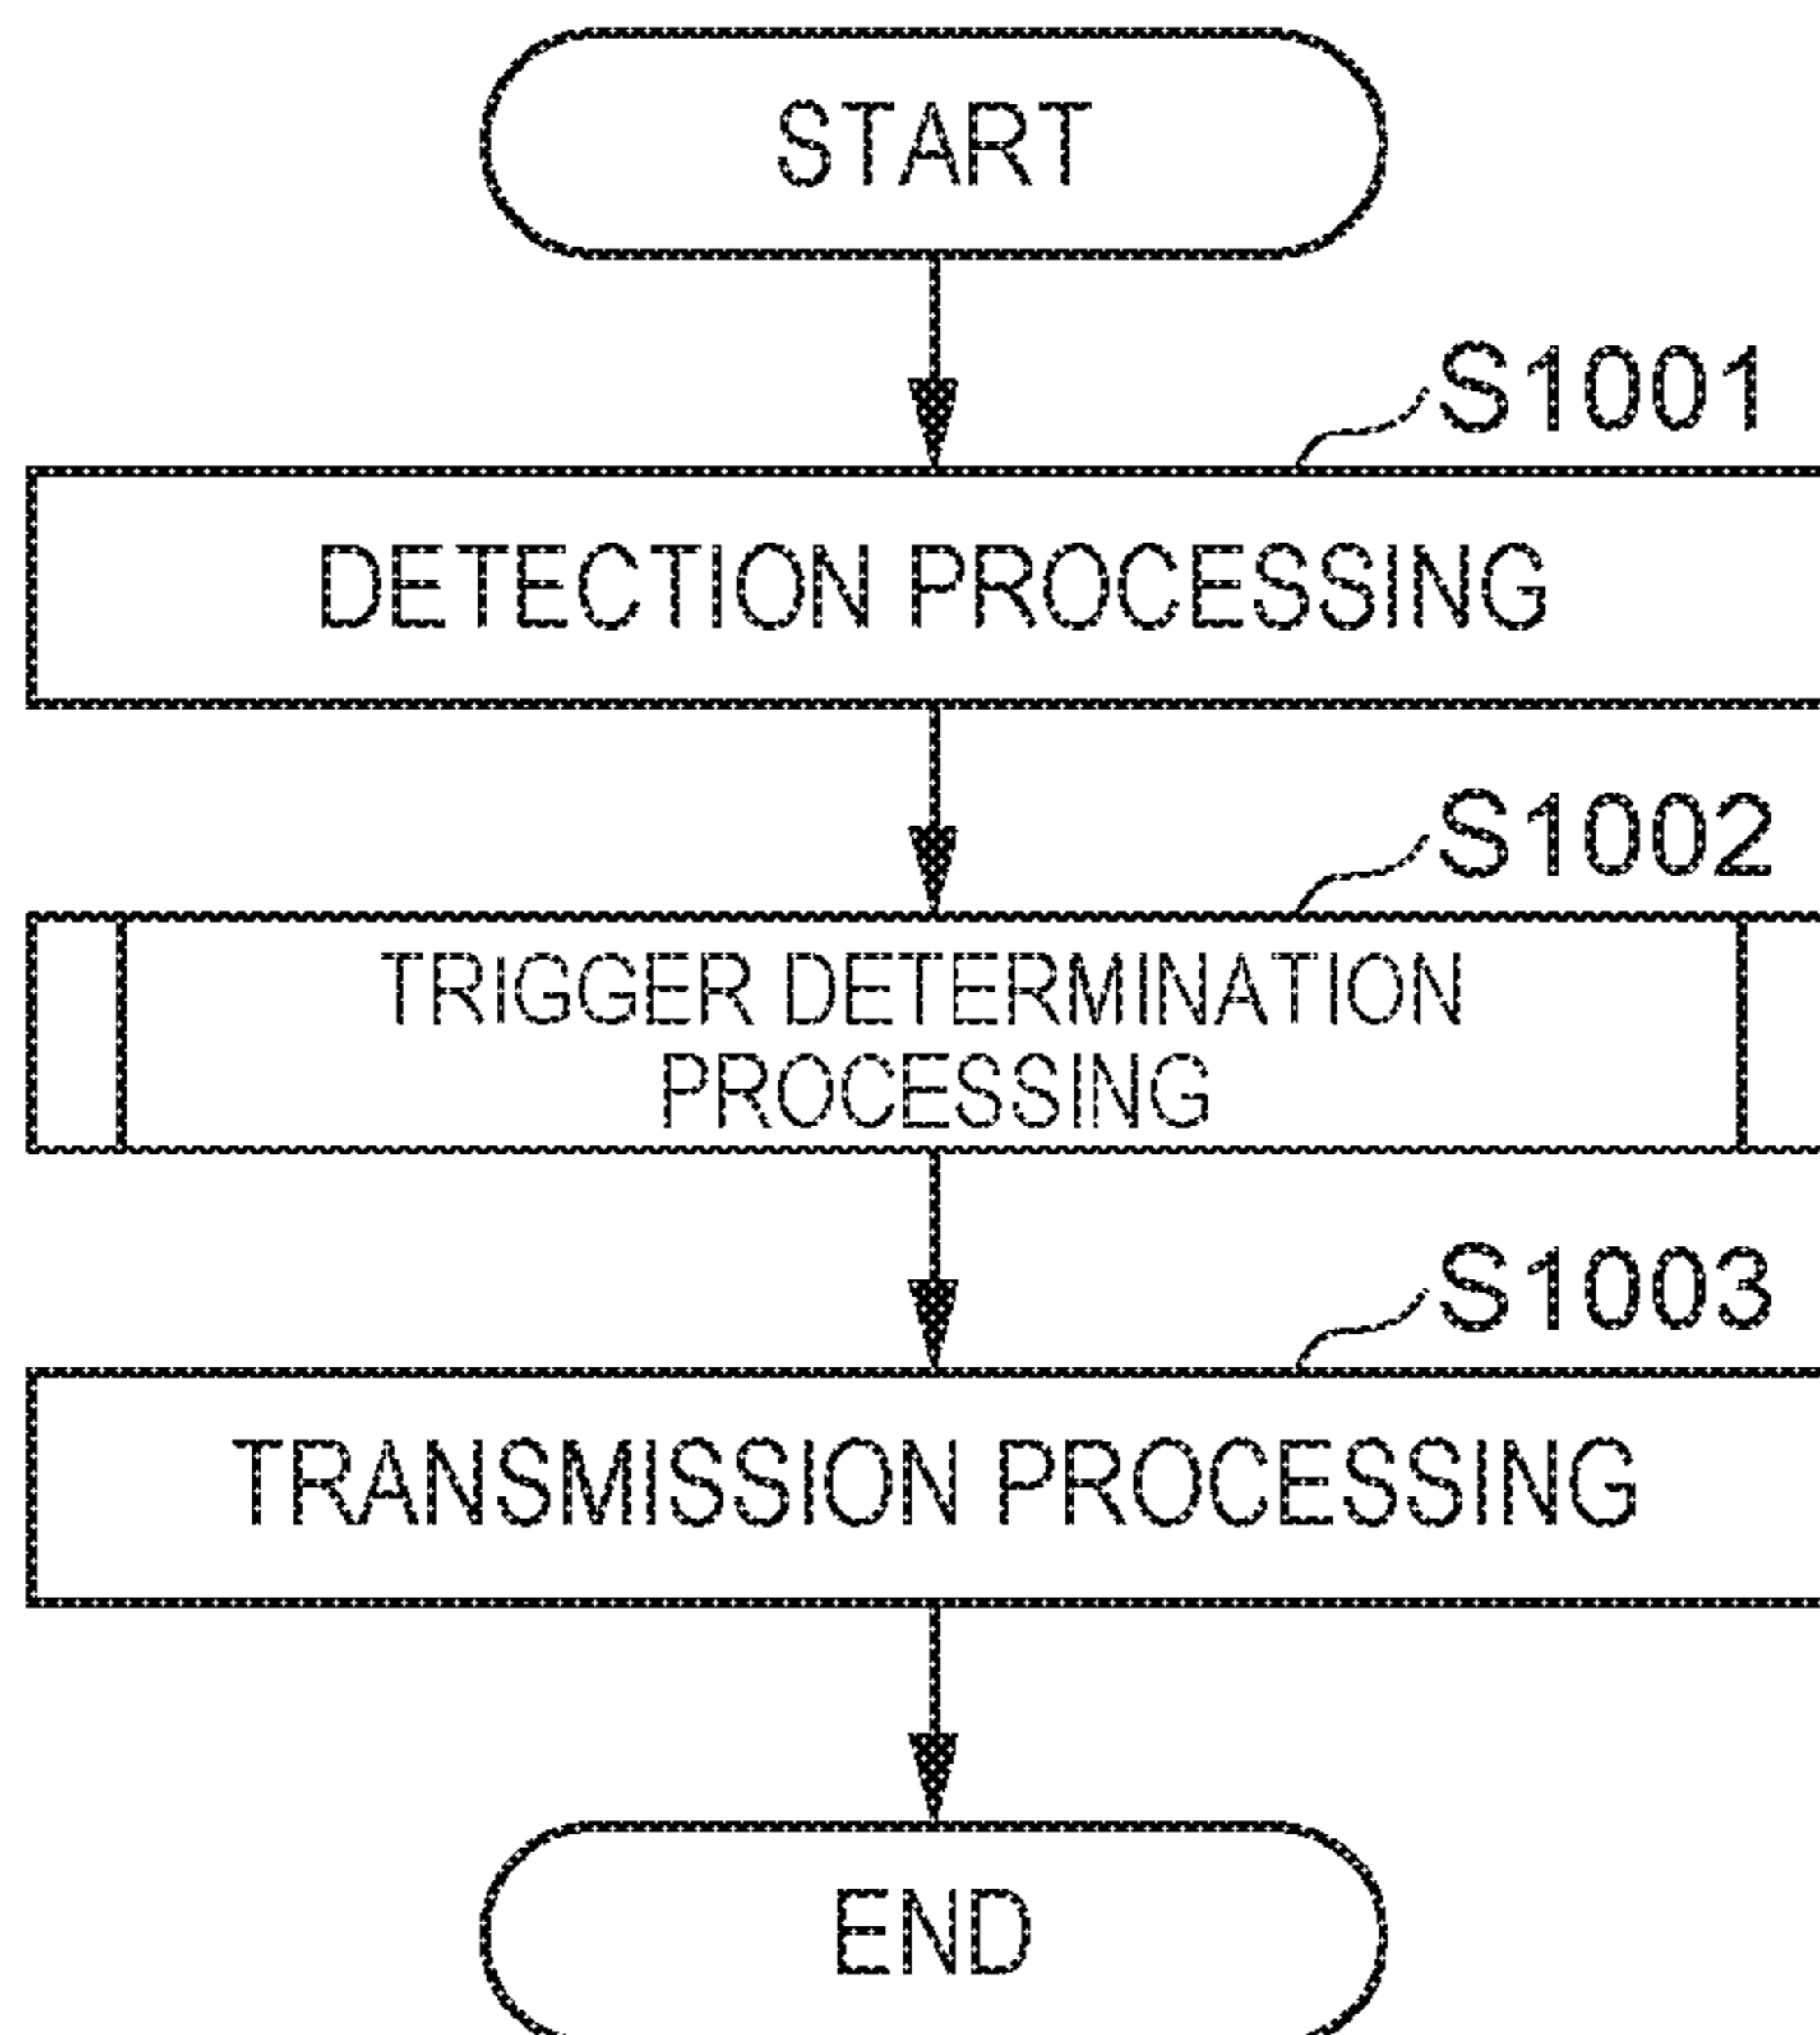 START
S1001
DETECTION PROCESSING
S1002
TRIGGER DETERMINATION
PROCESSING
S1003
TRANSMISSION PROCESSING
END